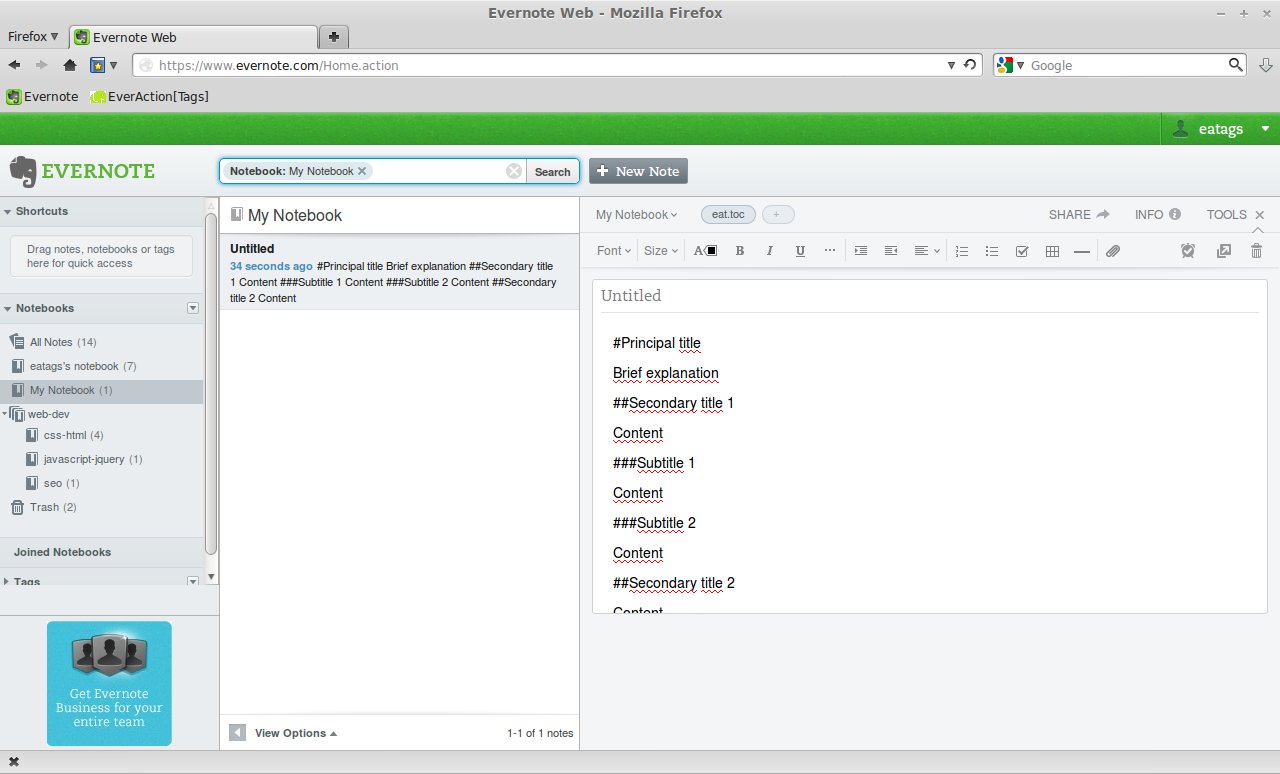 Evernote Web - Mozilla Firefox
Firefox
Evernote Web
https://www.evernote.com/Home.action
Google
Evernote
EverAction[Tags]
eatags
EVERNOTE
Notebook: My Notebook
Search
New Note
Shortcuts
Drag notes, notebooks or tags
here for quick access
Notebooks
All Notes (14)
eatags's notebook (7)
My Notebook (1)
web-dev
css-html (4)
javascript-jquery (1)
seo (1)
Trash (2)
Joined Notebooks
Tags
Get Evernote
Business for your
entire team
My Notebook
Untitled
34 seconds ago #Principal title Brief explanation ##Secondary title
1 Content ###Subtitle 1 Content ###Subtitle 2 Content ##Secondary
title 2 Content
View Options
1-1 of 1 notes
My Notebook
eat.toc
+
SHARE
INFO
TOOLS
Font
Size
A
B
I
U
Untitled
#Principal title
Brief explanation
##Secondary title 1
Content
###Subtitle 1
Content
###Subtitle 2
Content
##Secondary title 2
Content